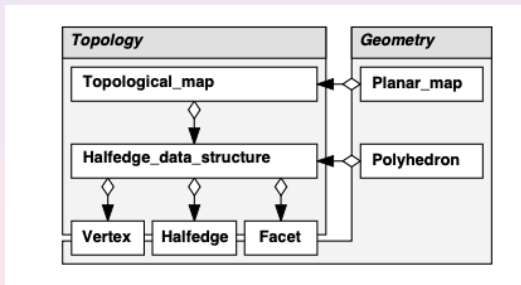 Topology
Geometry
Topological_map
Planar_map
Halfedge_data_structure
Polyhedron
Vertex
Halfedge
Facet